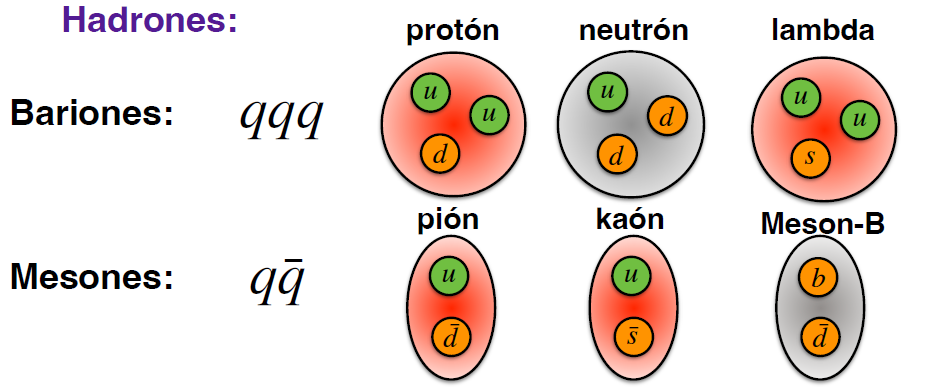 Hadrones:
protón neutrón lambda
Bariones: qqq
u u d
u d d
u u s
pión kaón Meson-B
Mesones: qq̄
u d̄
u s̄
b d̄